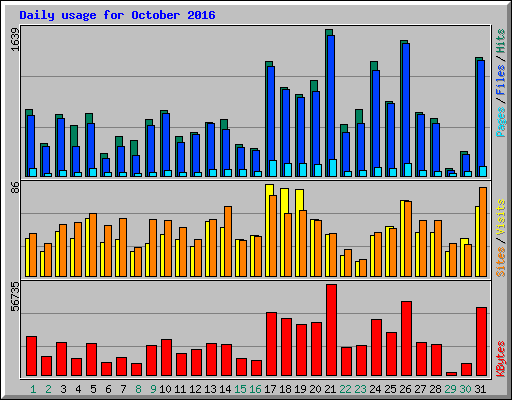 Daily usage for October 2016
1639
Pages / Files / Hits
86
Sites / Visits
56735
KBytes
1 2 3 4 5 6 7 8 9 10 11 12 13 14 15 16 17 18 19 20 21 22 23 24 25 26 27 28 29 30 31